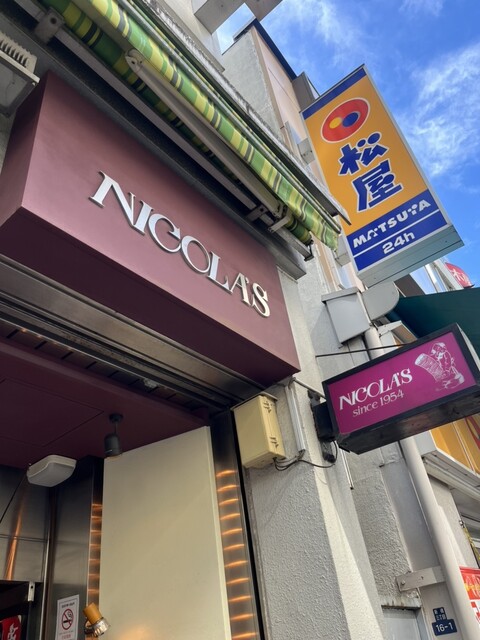 NICOLA'S
松屋
MATSUYA
24h
NICOLA'S
since 1954
16-1